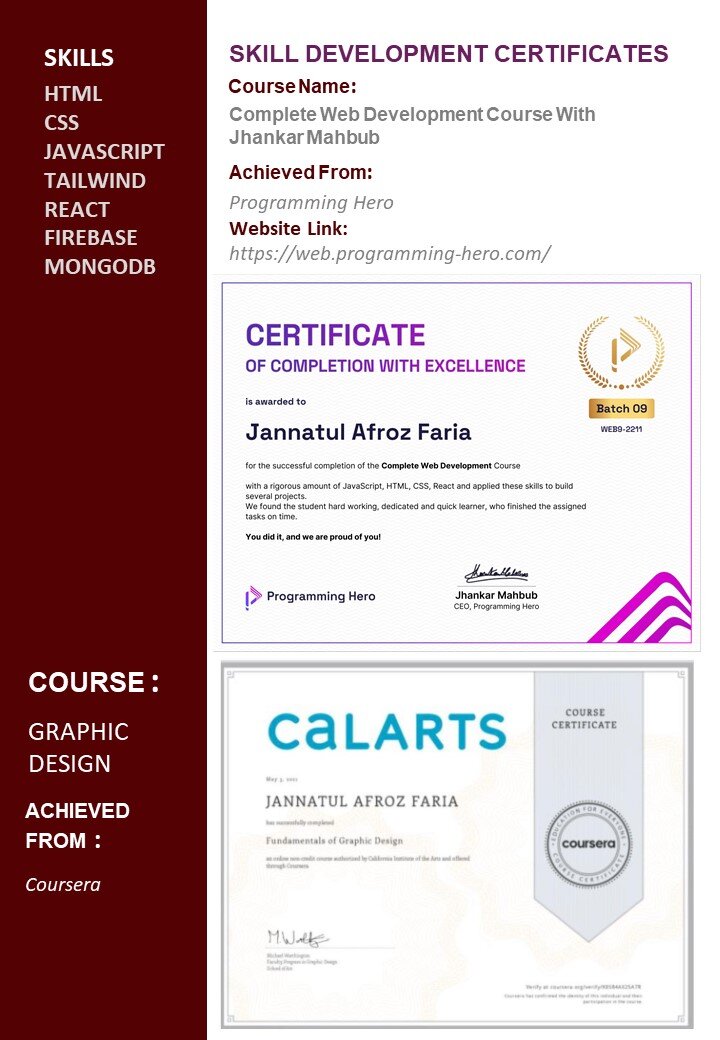 SKILLS
HTML
CSS
JAVASCRIPT
TAILWIND
REACT
FIREBASE
MONGODB
SKILL DEVELOPMENT CERTIFICATES
Course Name:
Complete Web Development Course With
Jhankar Mahbub
Achieved From:
Programming Hero
Website Link:
https://web.programming-hero.com/
CERTIFICATE
OF COMPLETION WITH EXCELLENCE
is awarded to
Jannatul Afroz Faria
for the successful completion of the Complete Web Development Course
with a rigorous amount of JavaScript, HTML, CSS, React and applied these skills to build
several projects.
We found the student hard working, dedicated and quick learner, who finished the assigned
tasks on time.
You did it, and we are proud of you!
Batch 09
WEB9-2211
Programming Hero
Jhankar Mahbub
CEO, Programming Hero
COURSE :
GRAPHIC
DESIGN
ACHIEVED
FROM :
Coursera
CALARTS
May 3, 2021
JANNATUL AFROZ FARIA
has successfully completed
Fundamentals of Graphic Design
an online non-credit course authorized by California Institute of the Arts and offered
through Coursera
Michael Worthington
Faculty Program in Graphic Design
School of Art
COURSE
CERTIFICATE
EDUCATION FOR EVERYONE
coursera
COURSE CERTIFICATE
Verify at coursera.org/verify/
Coursera has confirmed the identity of this individual and their
participation in the course